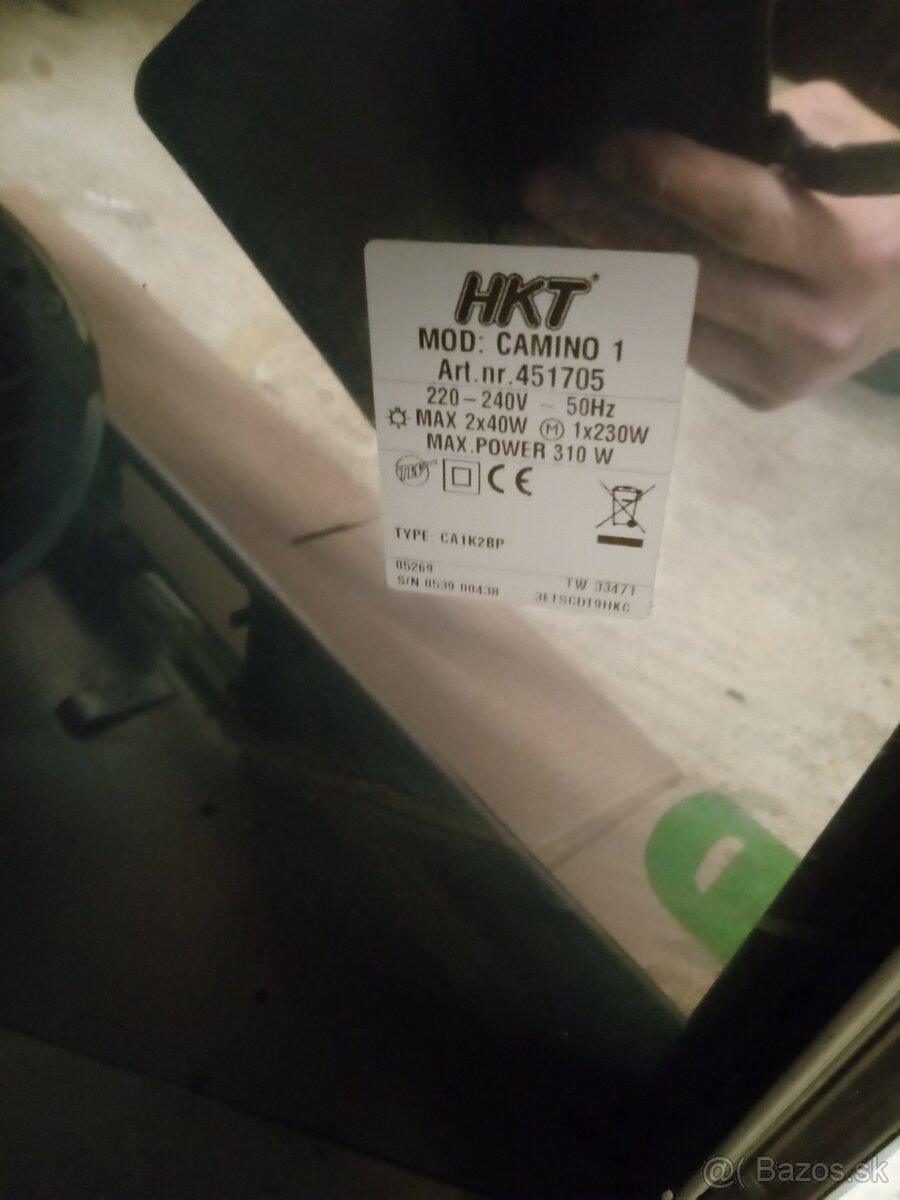 HKT
MOD: CAMINO 1
Art.nr.451705
220-240V ~ 50Hz
MAX 2x40W M 1x230W
MAX.POWER 310 W
CE
TYPE CA1K2BP
05269
TW 33471
S/N 0539 00438
@( Bazos.sk